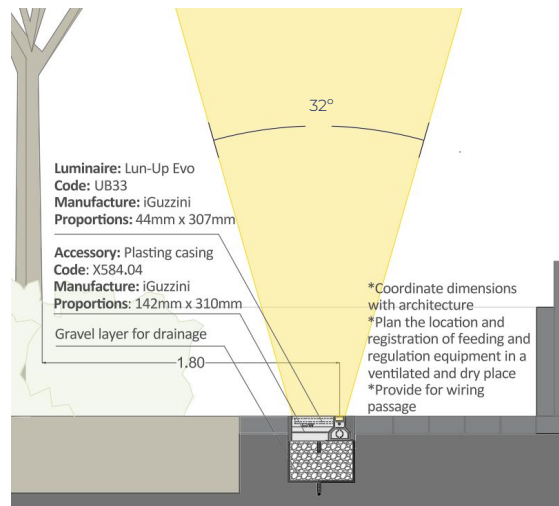 32°
Luminaire: Lun-Up Evo
Code: UB33
Manufacture: iGuzzini
Proportions: 44mm x 307mm
Accessory: Plasting casing
Code: X584.04
Manufacture: iGuzzini
Proportions: 142mm x 310mm
Gravel layer for drainage
1.80
*Coordinate dimensions
with architecture
*Plan the location and
registration of feeding and
regulation equipment in a
ventilated and dry place
*Provide for wiring
passage